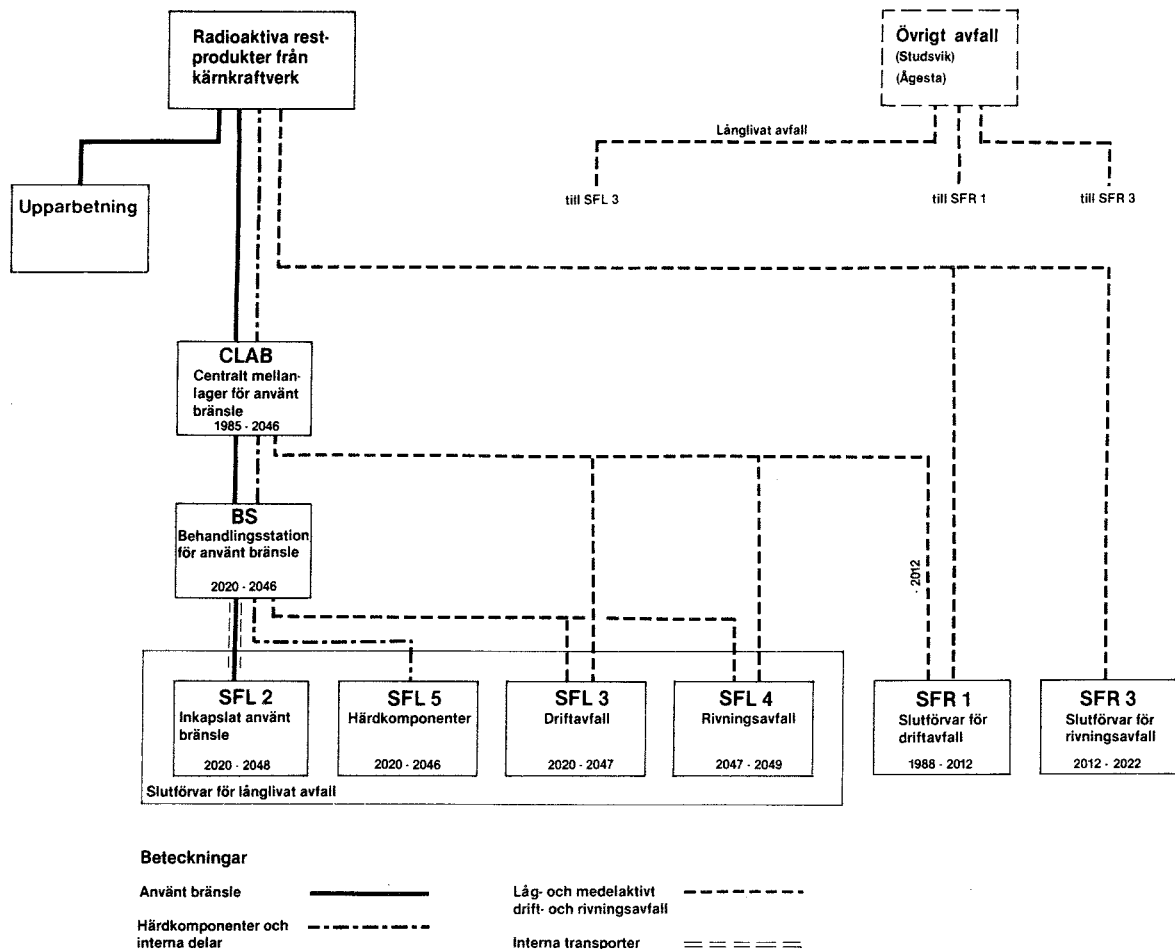 Radioaktiva rest-
produkter från
kärnkraftverk
Övrigt avfall
(Studsvik)
(Ågesta)
Långlivat avfall
Upparbetning
till SFL 3
till SFR 1
till SFR 3
CLAB
Centralt mellan-
lager för använt
bränsle
1985 - 2046
BS
Behandlingsstation
för använt bränsle
2020 - 2046
- 2012
SFL 2
Inkapslat använt
bränsle
2020 - 2048
SFL 5
Härdkomponenter
2020 - 2046
SFL 3
Driftavfall
2020 - 2047
SFL 4
Rivningsavfall
2047 - 2049
SFR 1
Slutförvar för
driftavfall
1988 - 2012
SFR 3
Slutförvar för
rivningsavfall
2012 - 2022
Slutförvar för långlivat avfall
Beteckningar
Använt bränsle
Härdkomponenter och
interna delar
Låg- och medelaktivt
drift- och rivningsavfall
Interna transporter